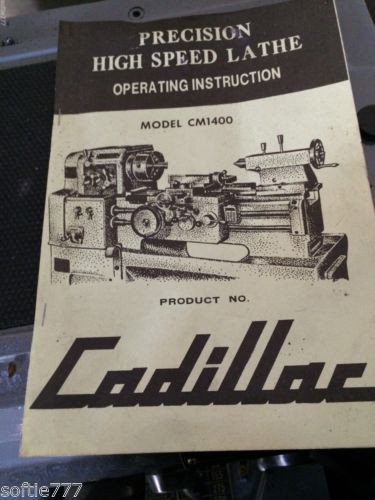 PRECISION
HIGH SPEED LATHE
OPERATING INSTRUCTION
MODEL CM1400
PRODUCT NO.
Cadillac
softie777